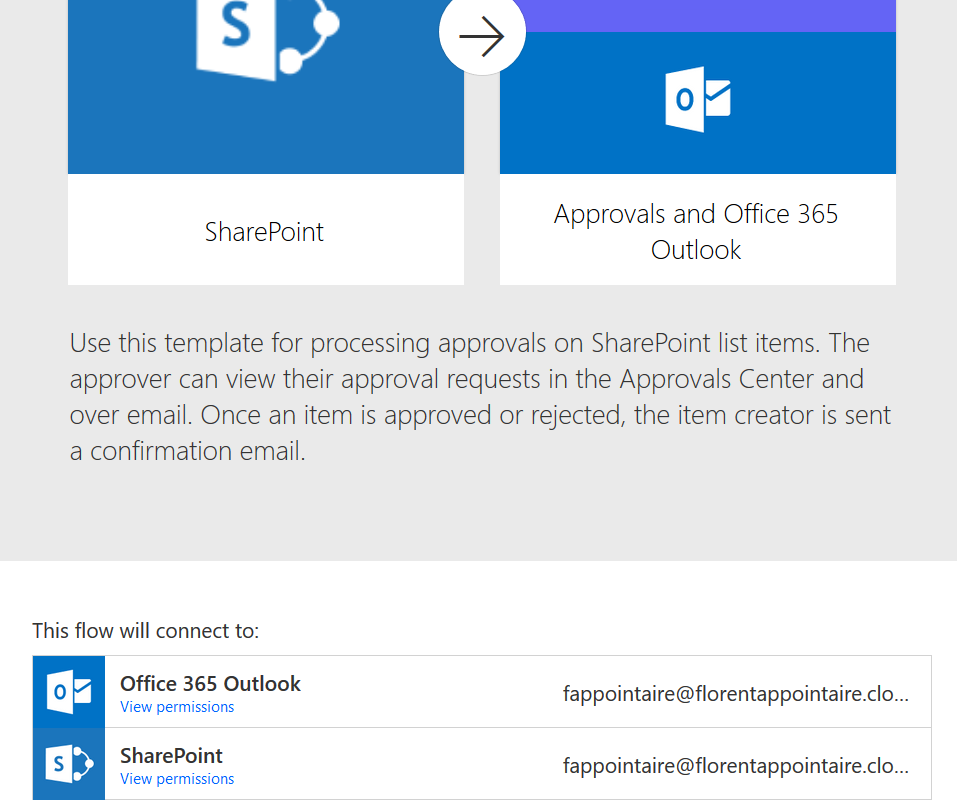 S
O
SharePoint
Approvals and Office 365
Outlook
Use this template for processing approvals on SharePoint list items. The
approver can view their approval requests in the Approvals Center and
over email. Once an item is approved or rejected, the item creator is sent
a confirmation email.
This flow will connect to:
O
Office 365 Outlook
View permissions
fappointaire@florentappointaire.clo...
S
SharePoint
View permissions
fappointaire@florentappointaire.clo...